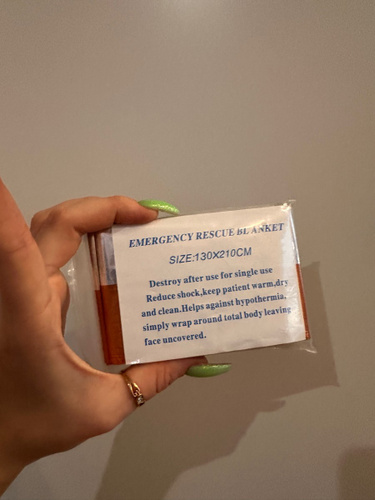 EMERGENCY RESCUE BLANKET
SIZE:130X210CM
Destroy after use for single use
Reduce shock,keep patient warm,dry
and clean.Helps against hypothermia,
simply wrap around total body leaving
face uncovered.